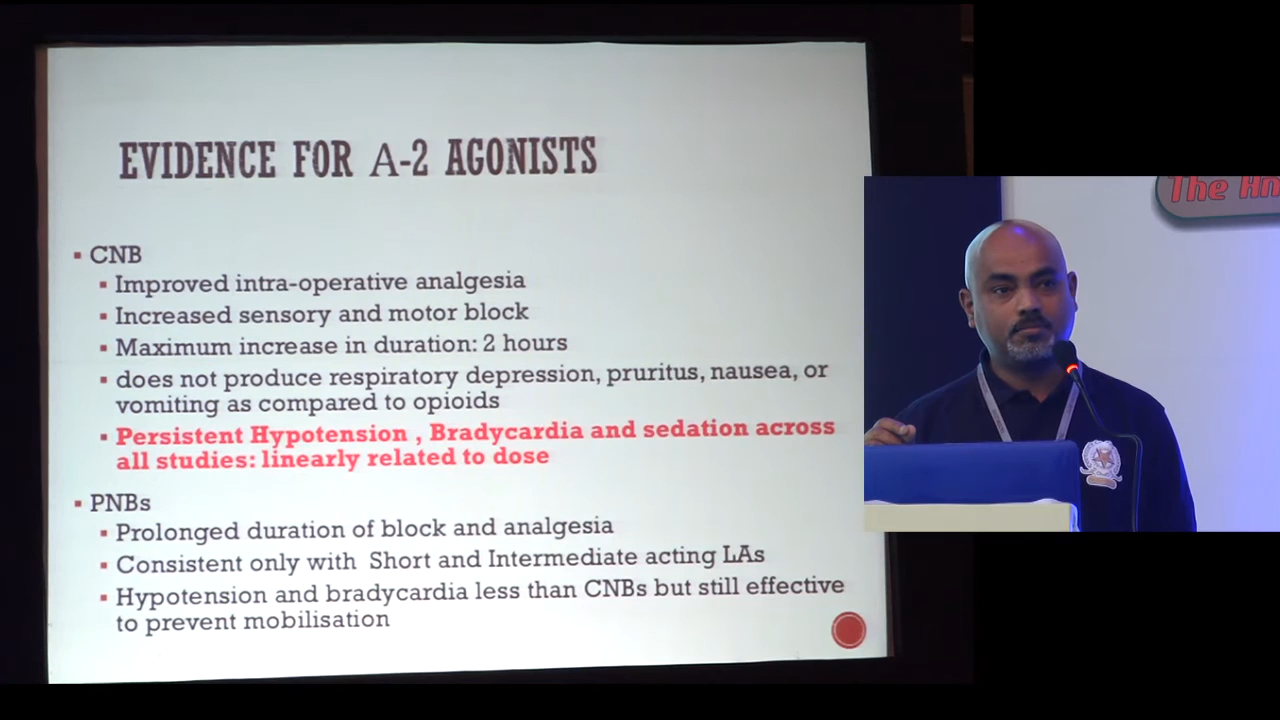 EVIDENCE FOR A-2 AGONISTS
The An
▪ CNB
▪ Improved intra-operative analgesia
▪ Increased sensory and motor block
▪ Maximum increase in duration: 2 hours
▪ does not produce respiratory depression, pruritus, nausea, or
vomiting as compared to opioids
▪ Persistent Hypotension , Bradycardia and sedation across
all studies: linearly related to dose
▪ PNBs
▪ Prolonged duration of block and analgesia
▪ Consistent only with Short and Intermediate acting LAs
▪ Hypotension and bradycardia less than CNBs but still effective
to prevent mobilisation